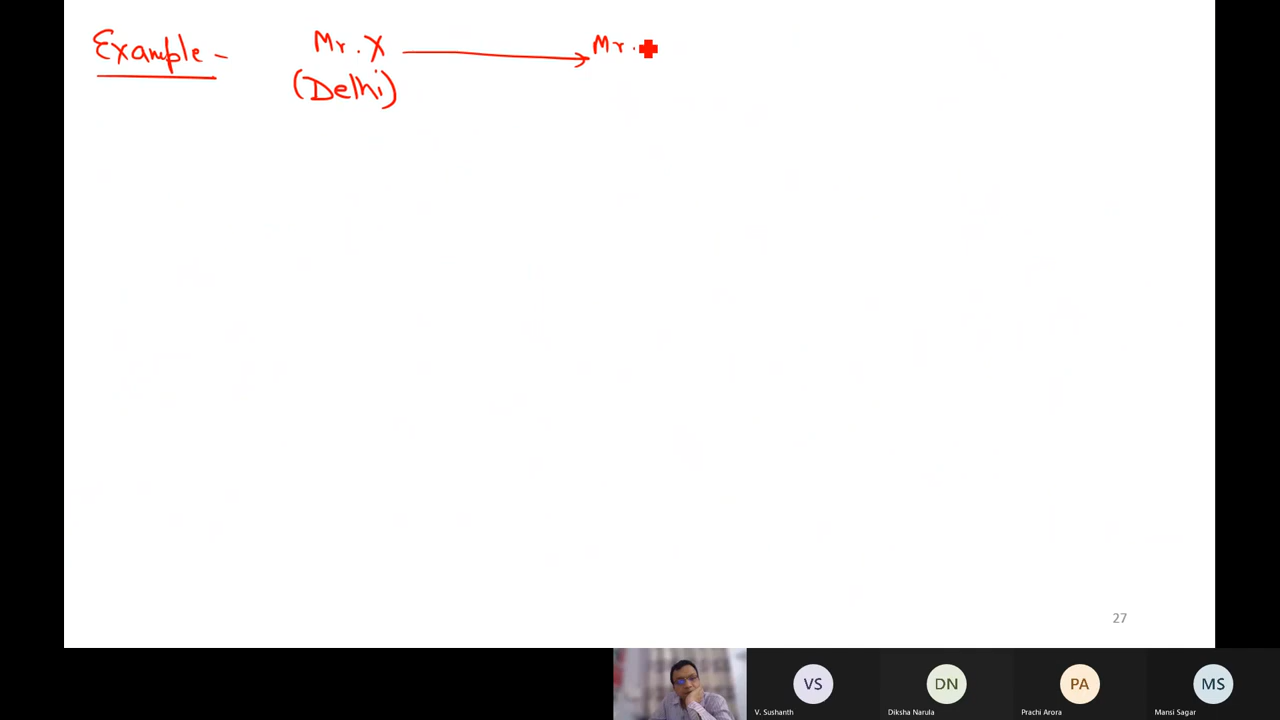 Example - Mr. X → Mr.
(Delhi)
27
VS DN PA MS
V. Sushanth Diksha Narula Prachi Arora Mansi Sagar